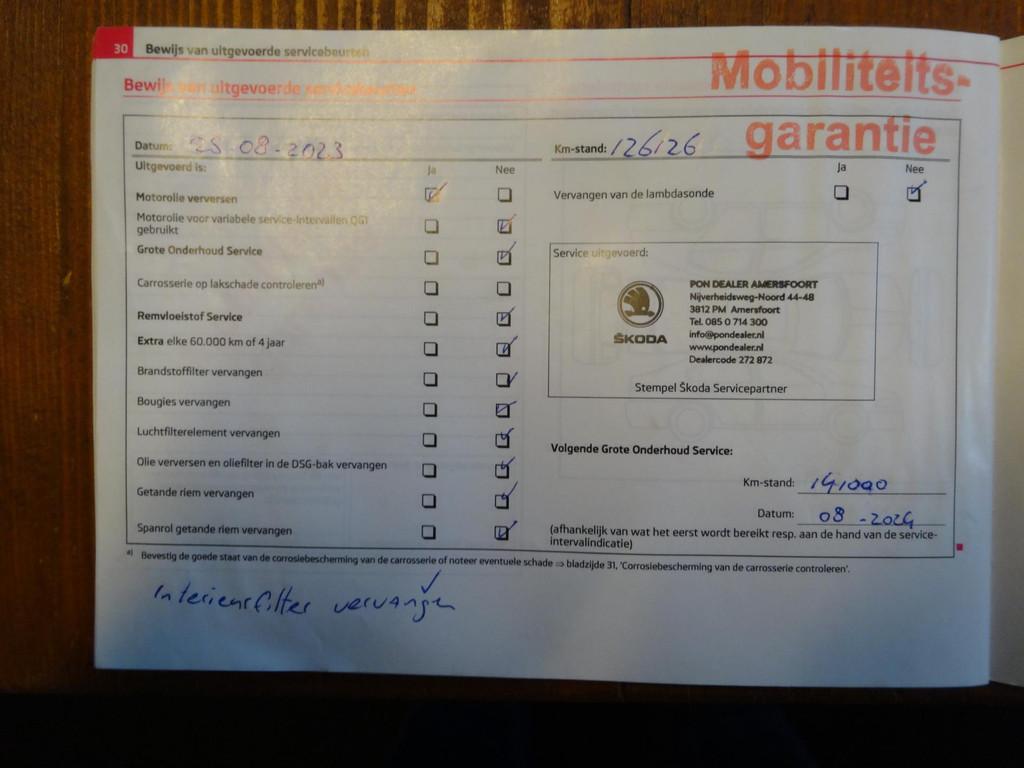 30 Bewijs van uitgevoerde servicebeurten
Bewijs van uitgevoerde servicebeurten
Mobiliteits-
garantie
Datum: 25-08-2023
Uitgevoerd is:
Ja Nee
Motorolie verversen
Motorolie voor variabele service-intervallen QG1
gebruikt
Grote Onderhoud Service
Carrosserie op lakschade controleren a)
Remvloeistof Service
Extra elke 60.000 km of 4 jaar
Brandstoffilter vervangen
Bougies vervangen
Luchtfilterelement vervangen
Olie verversen en oliefilter in de DSG-bak vervangen
Getande riem vervangen
Spanrol getande riem vervangen
Km-stand: 126126
Ja Nee
Vervangen van de lambdasonde
Service uitgevoerd:
ŠKODA
PON DEALER AMERSFOORT
Nijverheidsweg-Noord 44-48
3812 PM Amersfoort
Tel. 085 0 714 300
info@pondealer.nl
www.pondealer.nl
Dealercode 272 872
Stempel Škoda Servicepartner
Volgende Grote Onderhoud Service:
Km-stand: 141000
Datum: 08-2024
(afhankelijk van wat het eerst wordt bereikt resp. aan de hand van de service-
intervalindicatie)
a) Bevestig de goede staat van de corrosiebescherming van de carrosserie of noteer eventuele schade ⇒ bladzijde 31, 'Corrosiebescherming van de carrosserie controleren'.
Interieurfilter vervangen